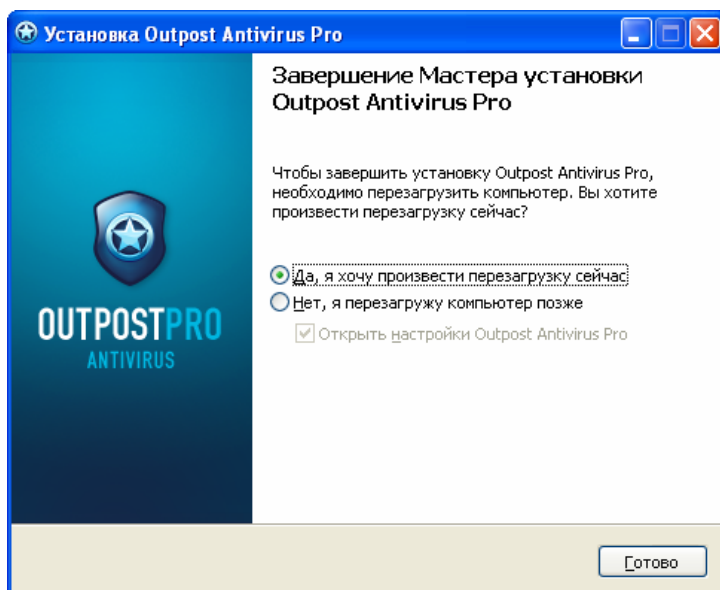 Установка Outpost Antivirus Pro
Завершение Мастера установки
Outpost Antivirus Pro
Чтобы завершить установку Outpost Antivirus Pro,
необходимо перезагрузить компьютер. Вы хотите
произвести перезагрузку сейчас?
Да, я хочу произвести перезагрузку сейчас
Нет, я перезагружу компьютер позже
Открыть настройки Outpost Antivirus Pro
OUTPOSTPRO
ANTIVIRUS
Готово